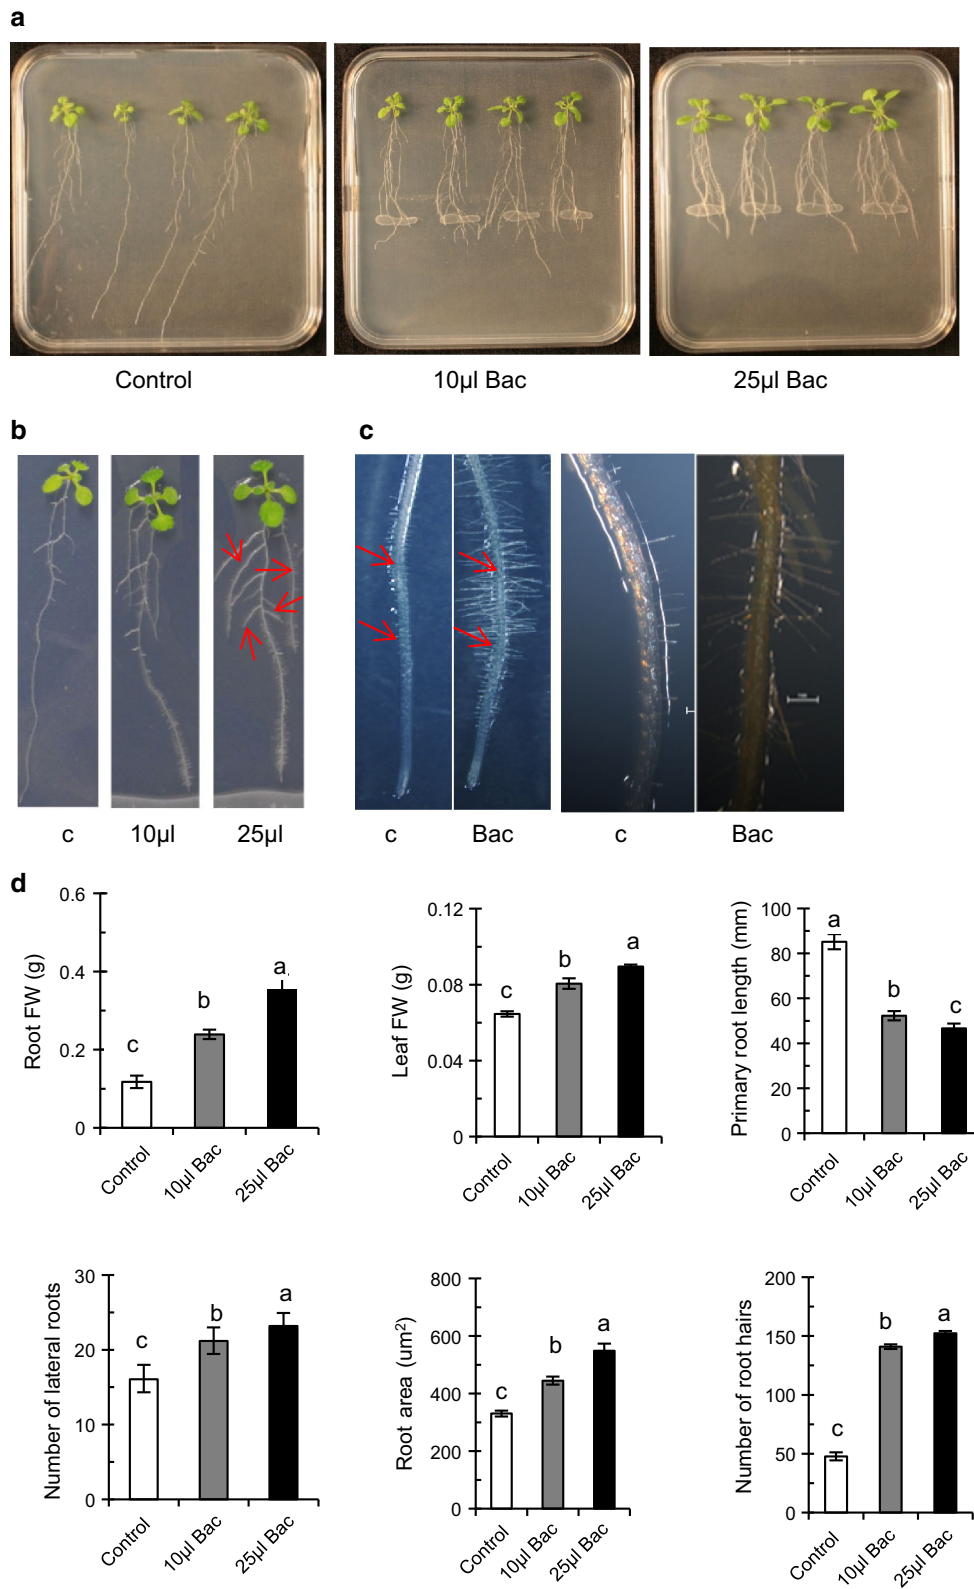 a
Control
10µl Bac
25µl Bac
b
c
c
10µl
25µl
c
Bac
c
Bac
d
Root FW (g)
0.6
0.4
0.2
0
c
b
a
Control
10µl Bac
25µl Bac
Leaf FW (g)
0.12
0.08
0.04
0
c
b
a
Control
10µl Bac
25µl Bac
Primary root length (mm)
100
80
60
40
20
0
a
b
c
Control
10µl Bac
25µl Bac
Number of lateral roots
30
20
10
0
c
b
a
Control
10µl Bac
25µl Bac
Root area (um²)
800
600
400
200
0
c
b
a
Control
10µl Bac
25µl Bac
Number of root hairs
200
150
100
50
0
c
b
a
Control
10µl Bac
25µl Bac